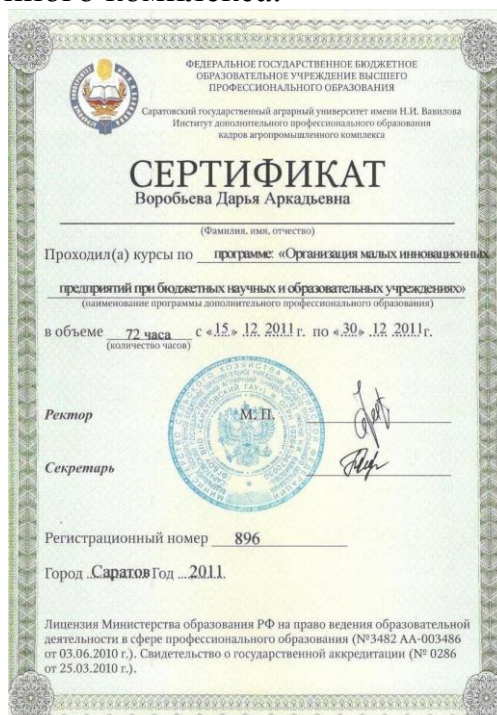 ного комплекса.
ФЕДЕРАЛЬНОЕ ГОСУДАРСТВЕННОЕ БЮДЖЕТНОЕ
ОБРАЗОВАТЕЛЬНОЕ УЧРЕЖДЕНИЕ ВЫСШЕГО
ПРОФЕССИОНАЛЬНОГО ОБРАЗОВАНИЯ
Саратовский государственный аграрный университет имени Н.И. Вавилова
Институт дополнительного профессионального образования
кадров агропромышленного комплекса
СЕРТИФИКАТ
Воробьева Дарья Аркадьевна
(Фамилия, имя, отчество)
Проходил(а) курсы по программе: «Организация малых инновационных
предприятий при бюджетных научных и образовательных учреждениях»
(наименование программы дополнительного профессионального образования)
в объеме 72 часа с «15» 12 2011 г. по «30» 12 2011 г.
(количество часов)
Ректор М. П.
Секретарь
Регистрационный номер 896
Город Саратов Год 2011
Лицензия Министерства образования РФ на право ведения образовательной
деятельности в сфере профессионального образования (№3482 АА-003486
от 03.06.2010 г.). Свидетельство о государственной аккредитации (№ 0286
от 25.03.2010 г.).